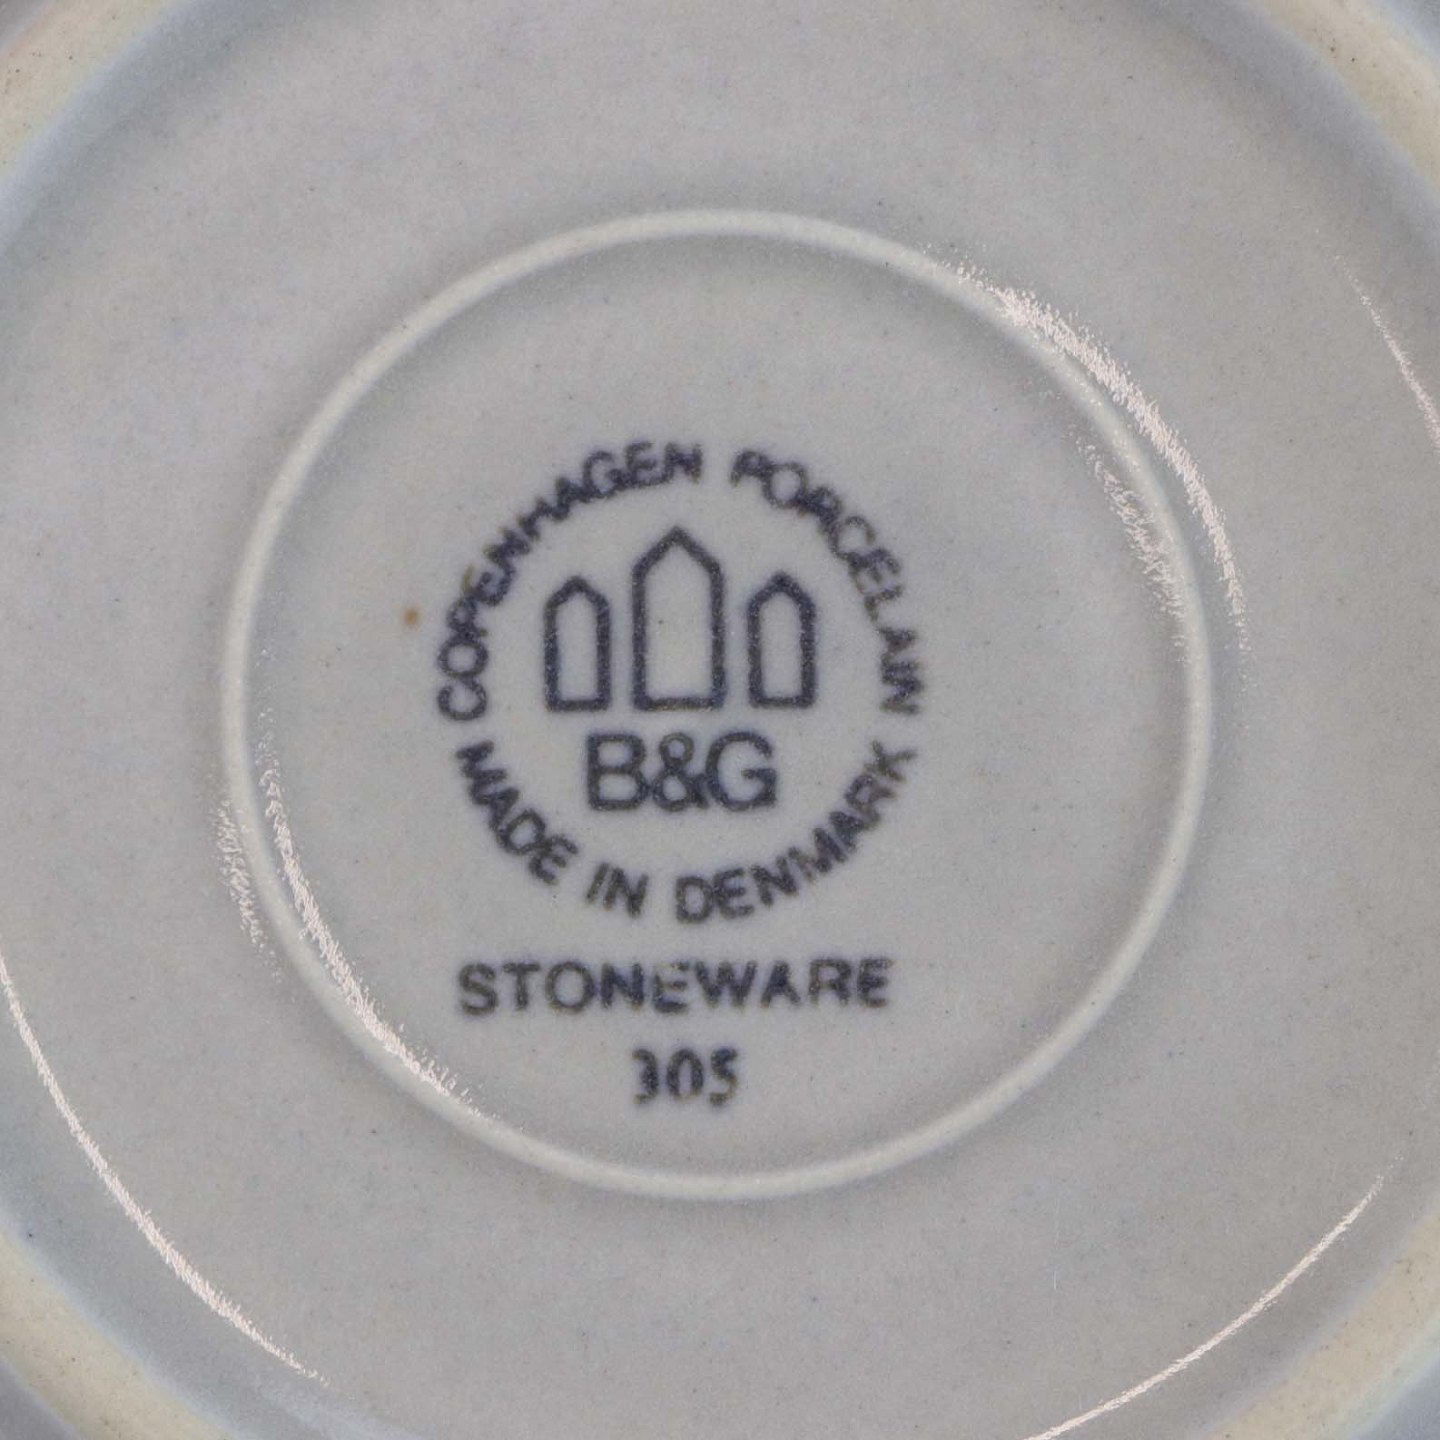 COPENHAGEN PORCELAIN
B&G
MADE IN DENMARK
STONEWARE
305